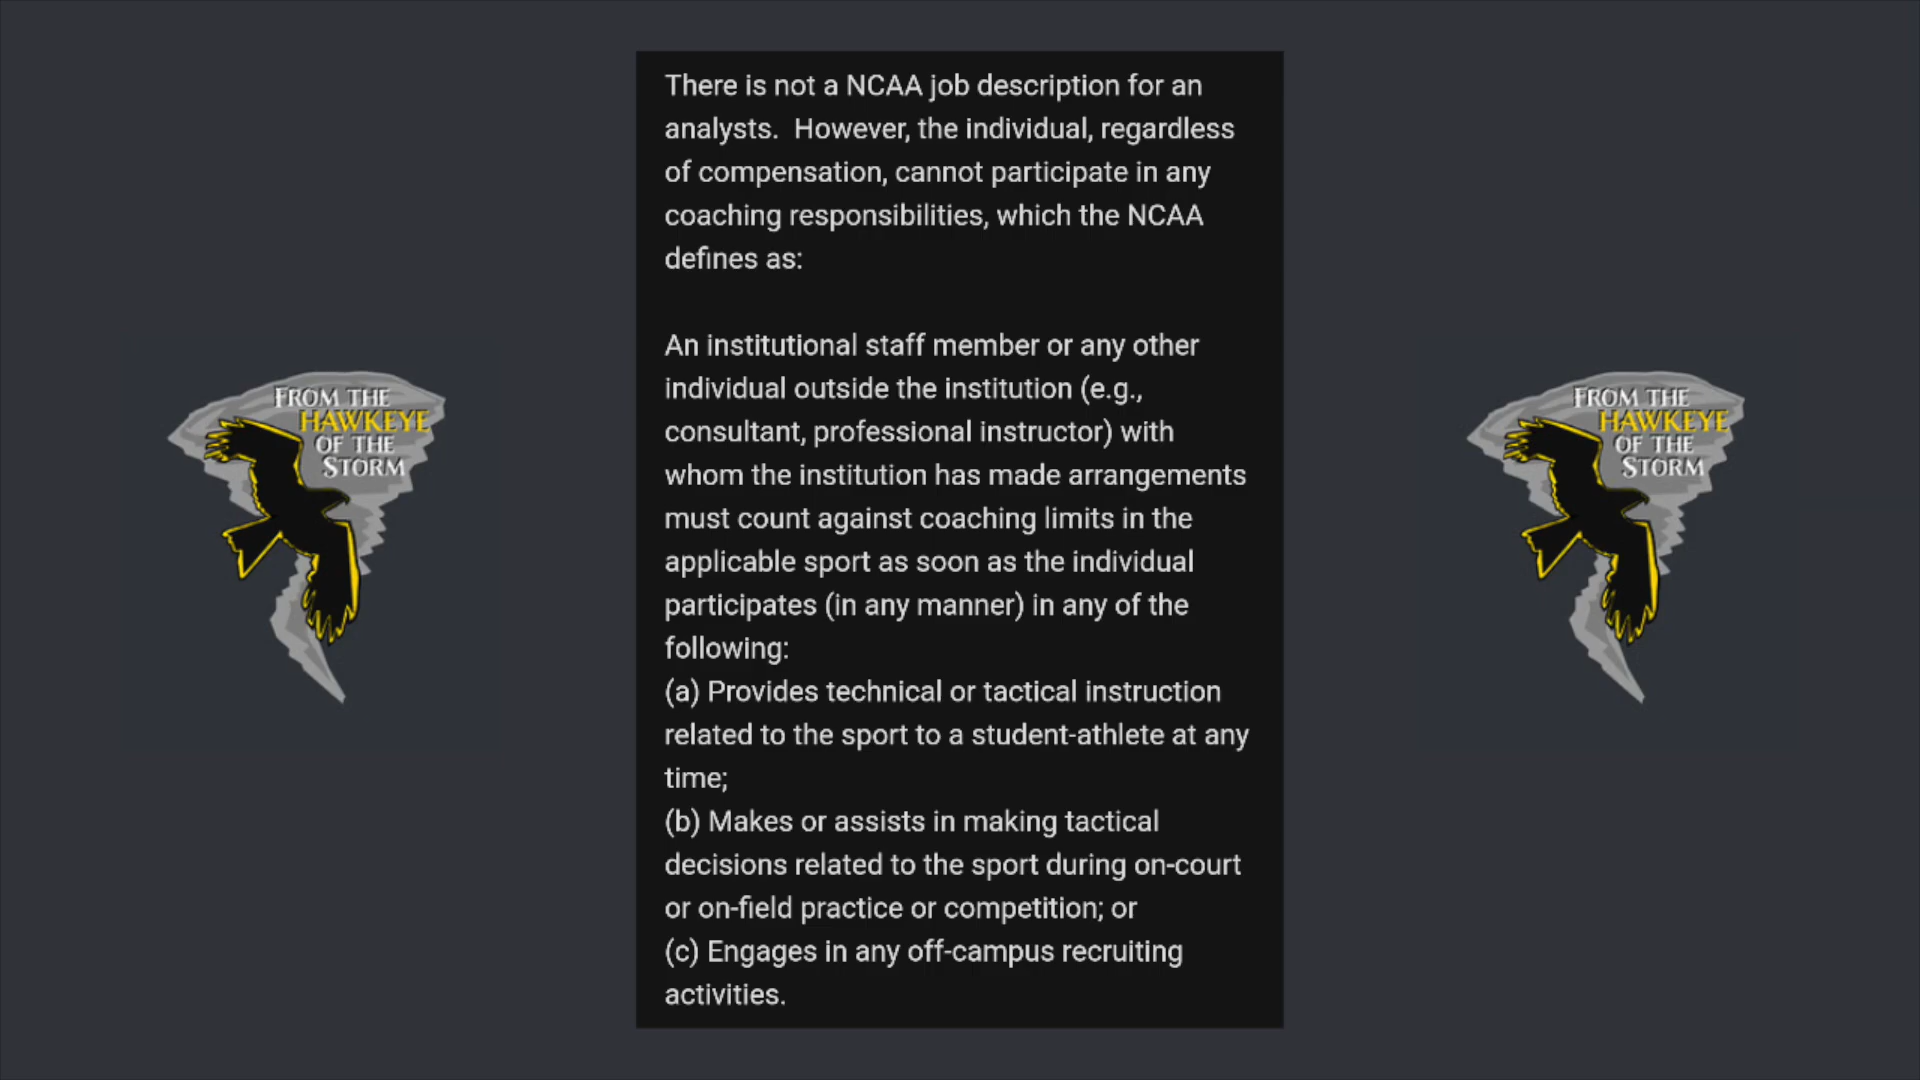 There is not a NCAA job description for an
analysts.  However, the individual, regardless
of compensation, cannot participate in any
coaching responsibilities, which the NCAA
defines as:
An institutional staff member or any other
individual outside the institution (e.g.,
consultant, professional instructor) with
whom the institution has made arrangements
must count against coaching limits in the
applicable sport as soon as the individual
participates (in any manner) in any of the
following:
(a) Provides technical or tactical instruction
related to the sport to a student-athlete at any
time;
(b) Makes or assists in making tactical
decisions related to the sport during on-court
or on-field practice or competition; or
(c) Engages in any off-campus recruiting
activities.
FROM THE
HAWKEYE
OF THE
STORM
FROM THE
HAWKEYE
OF THE
STORM